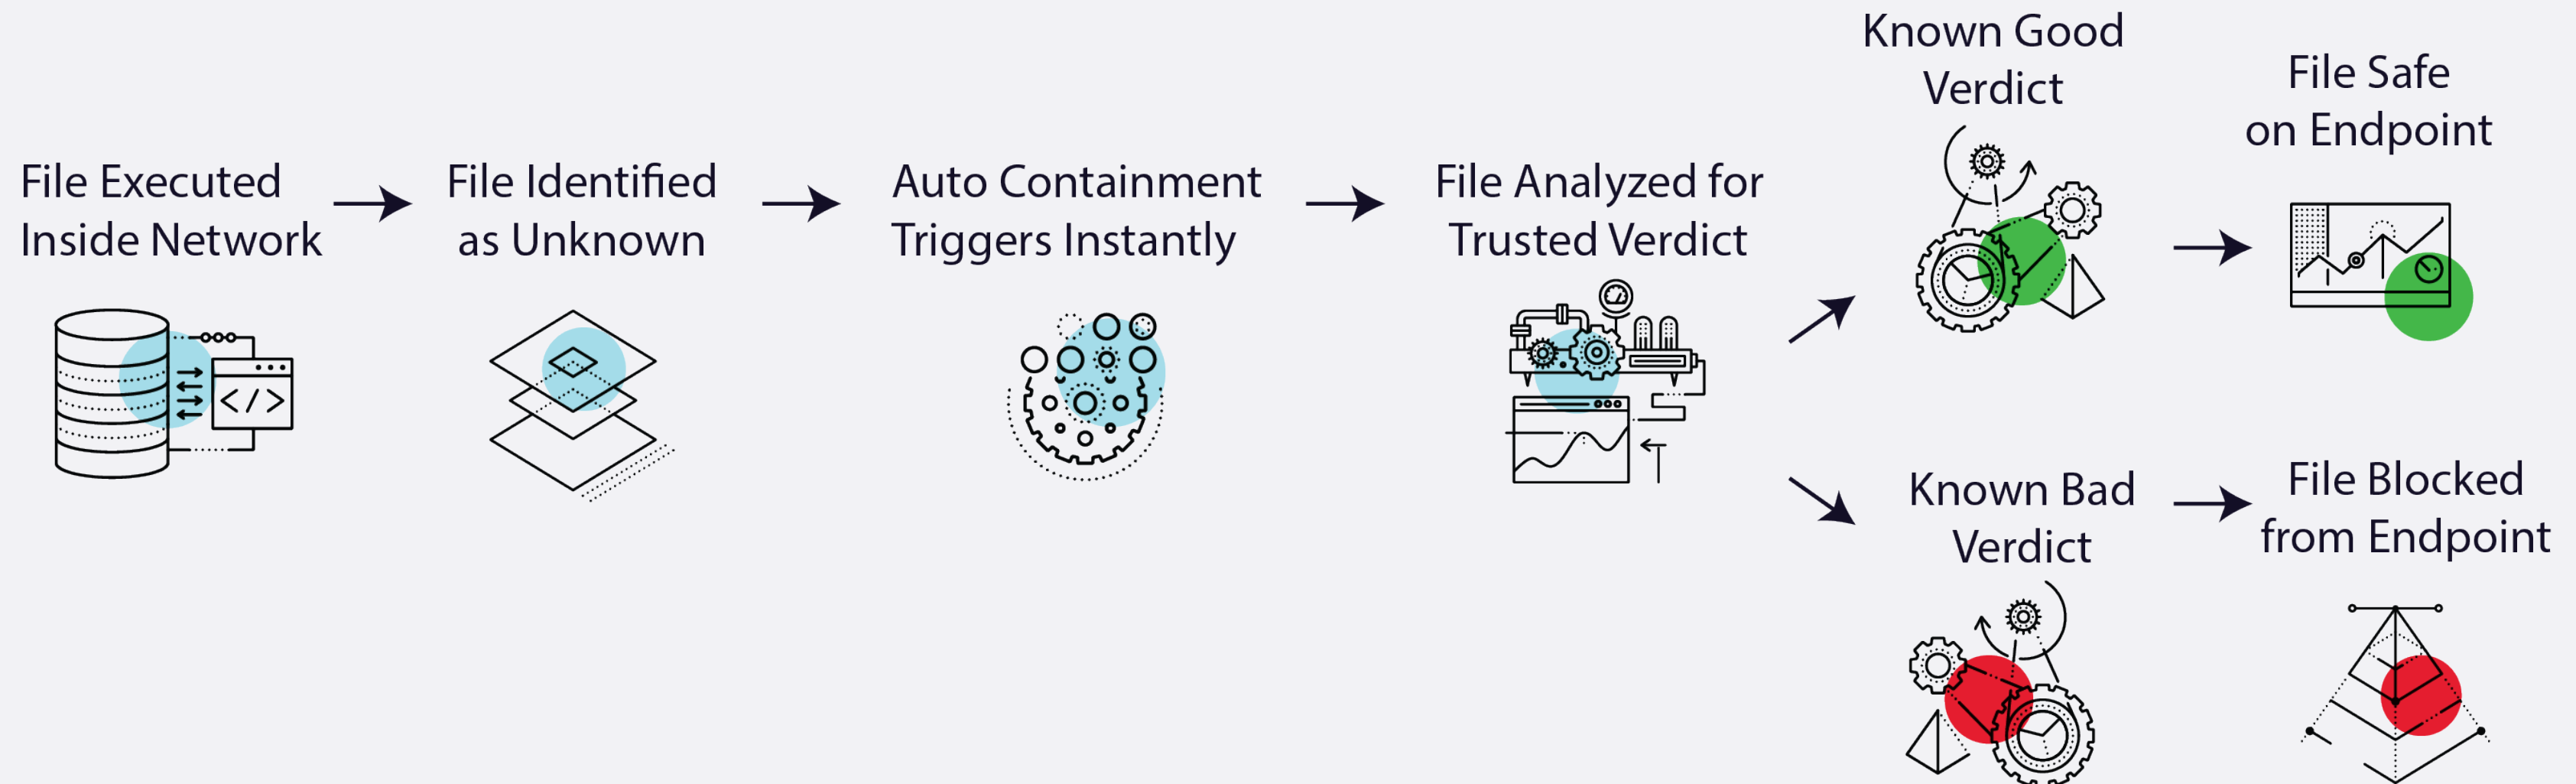 File Executed
Inside Network
File Identified
as Unknown
Auto Containment
Triggers Instantly
File Analyzed for
Trusted Verdict
Known Good
Verdict
File Safe
on Endpoint
Known Bad
Verdict
File Blocked
from Endpoint